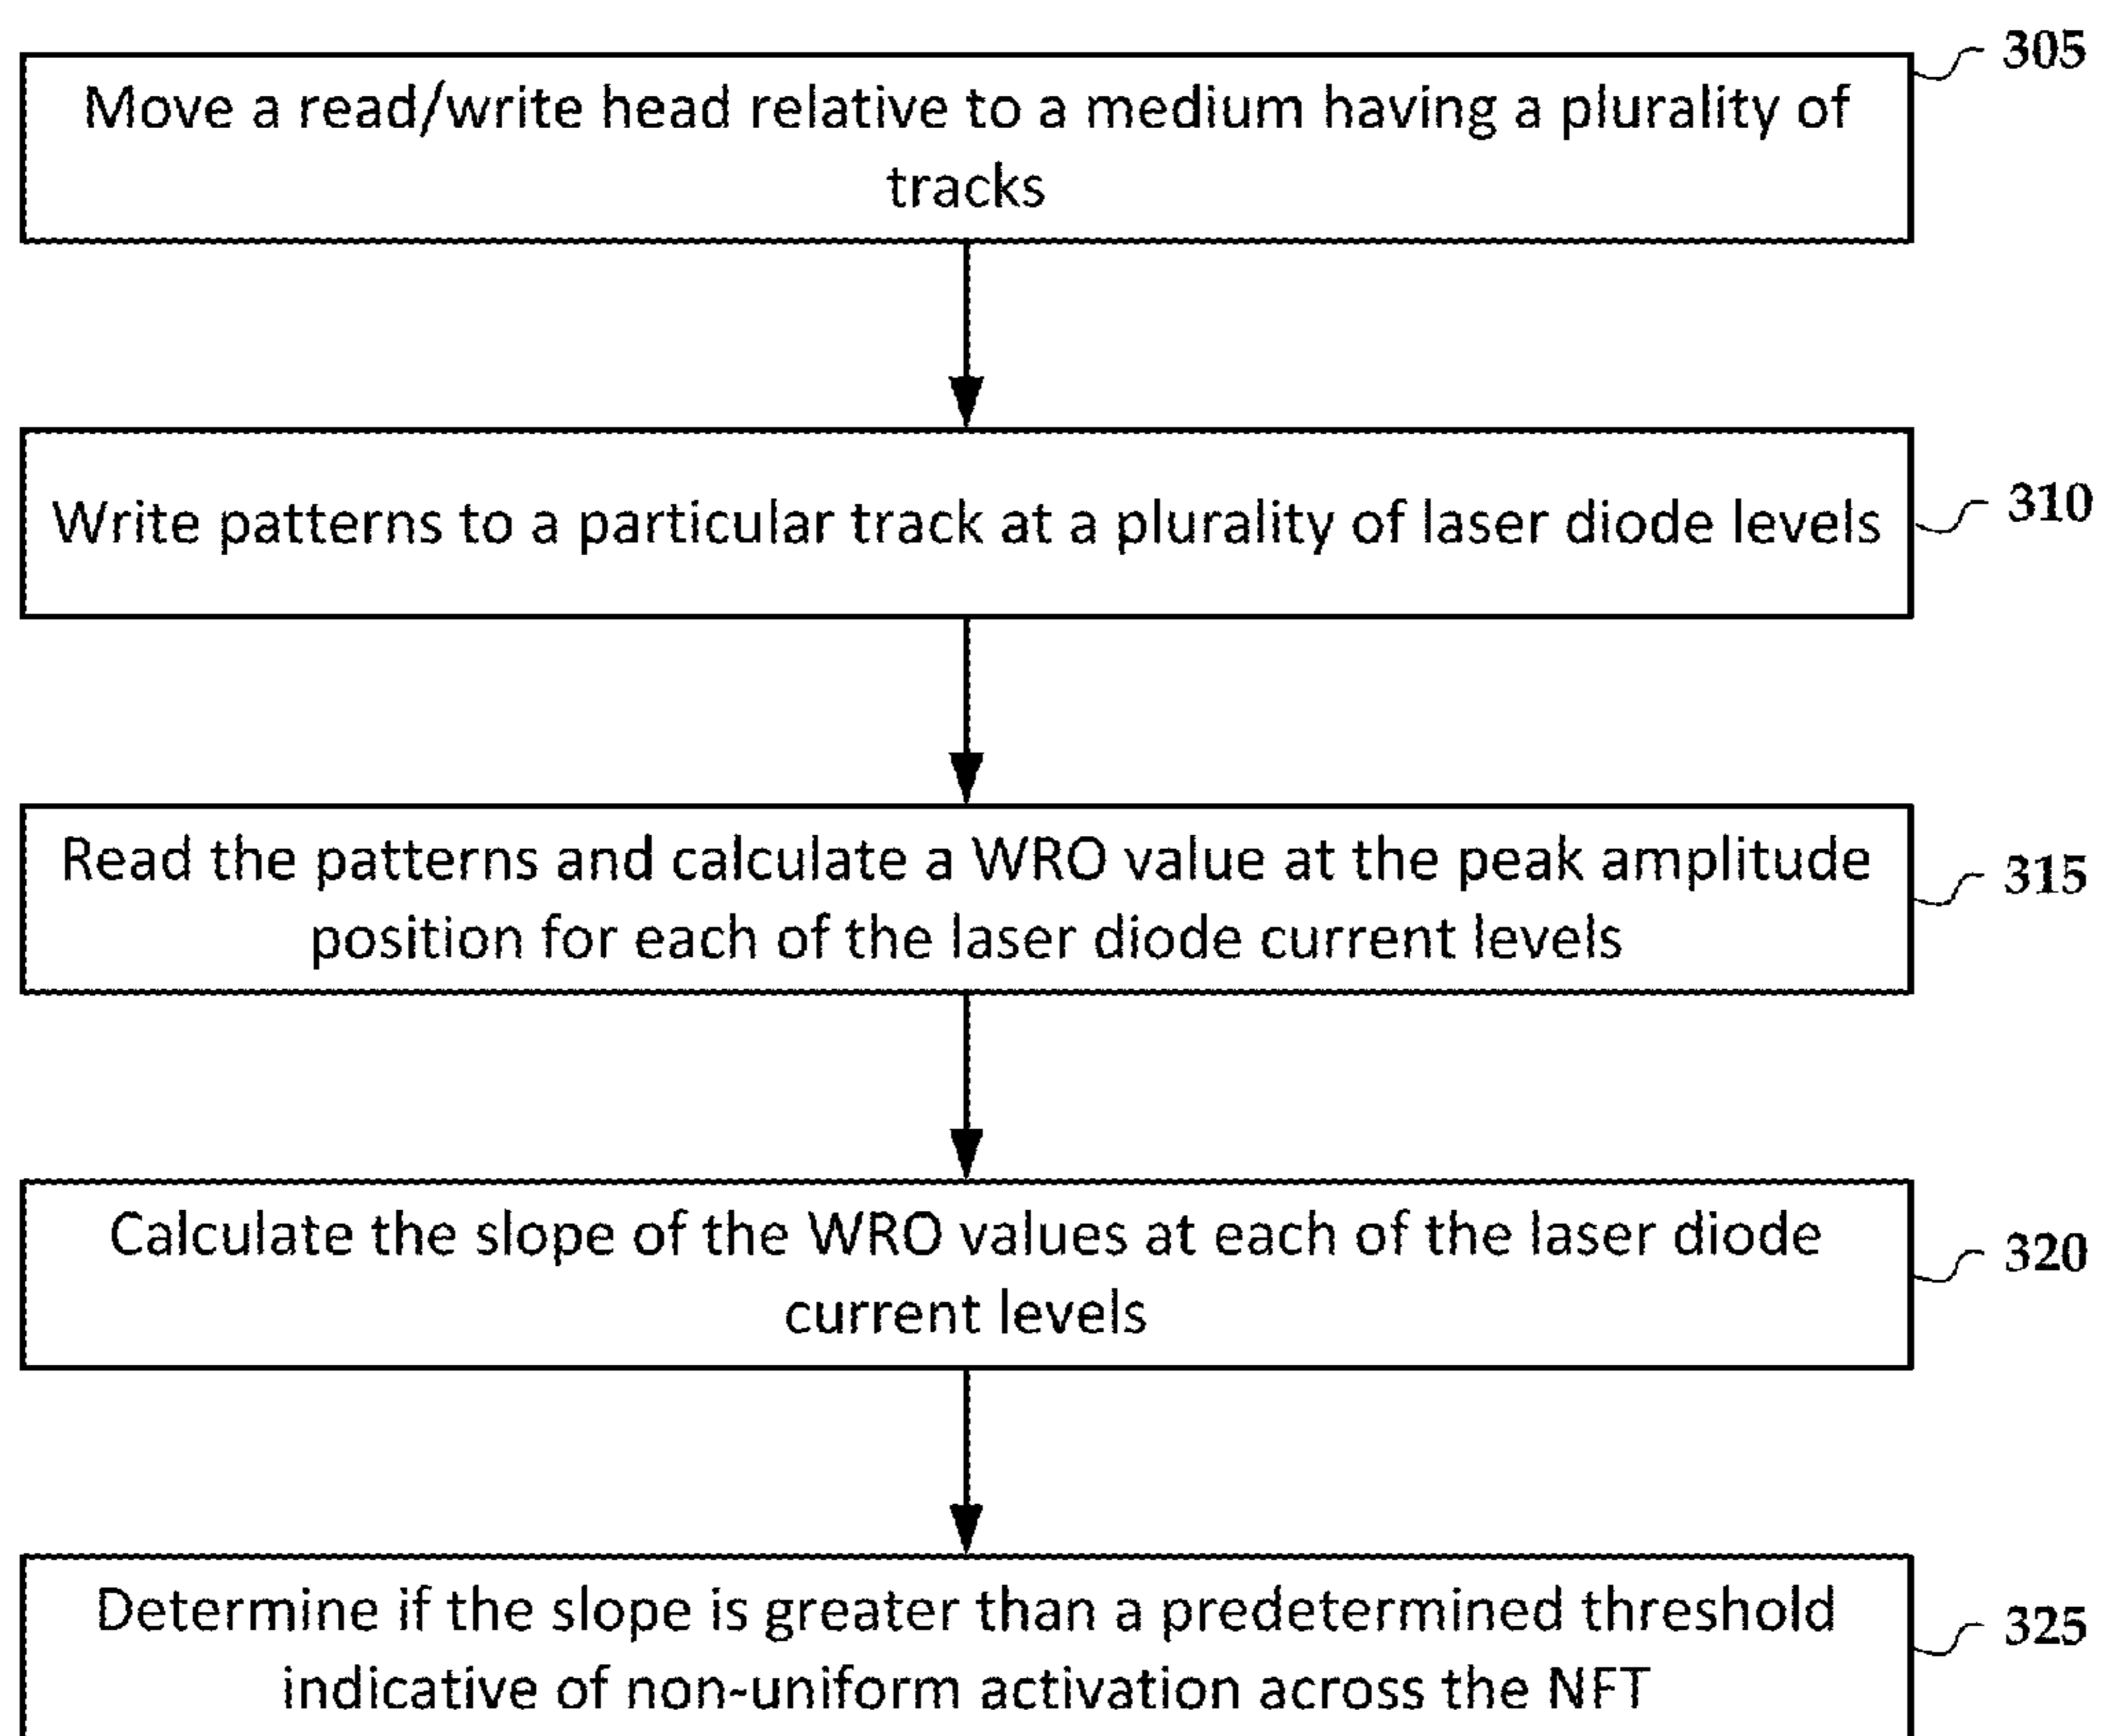 305
Move a read/write head relative to a medium having a plurality of
tracks
Write patterns to a particular track at a plurality of laser diode levels
310
Read the patterns and calculate a WRO value at the peak amplitude
position for each of the laser diode current levels
315
Calculate the slope of the WRO values at each of the laser diode
current levels
320
Determine if the slope is greater than a predetermined threshold
indicative of non-uniform activation across the NFT
325